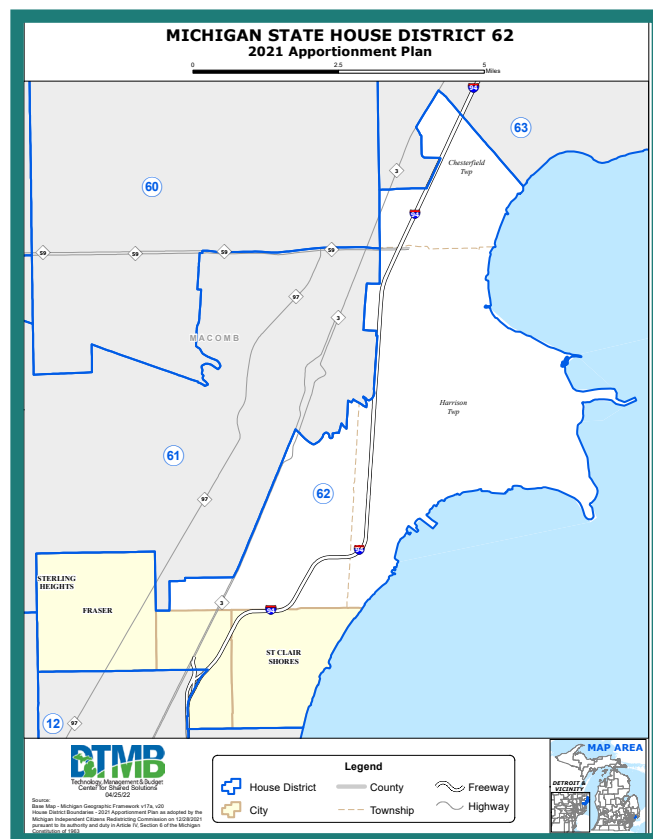 MICHIGAN STATE HOUSE DISTRICT 62
2021 Apportionment Plan
0 2.5 5
Miles
94
63
Chesterfield
Twp
3
60
94
59 59 59 59
97
3
MACOMB
Harrison
Twp
61
62
97
94
STERLING
HEIGHTS
FRASER
3
94
ST CLAIR
SHORES
12
97
DTMB
Technology, Management & Budget
Center for Shared Solutions
04/25/22
Source:
Base Map - Michigan Geographic Framework v17a, v20
House District Boundaries - 2021 Apportionment Plan as adopted by the
Michigan Independent Citizens Redistricting Commission on 12/28/2021
pursuant to its authority and duty in Article IV, Section 6 of the Michigan
Constitution of 1963
Legend
House District County Freeway
City Township Highway
MAP AREA
DETROIT &
VICINITY